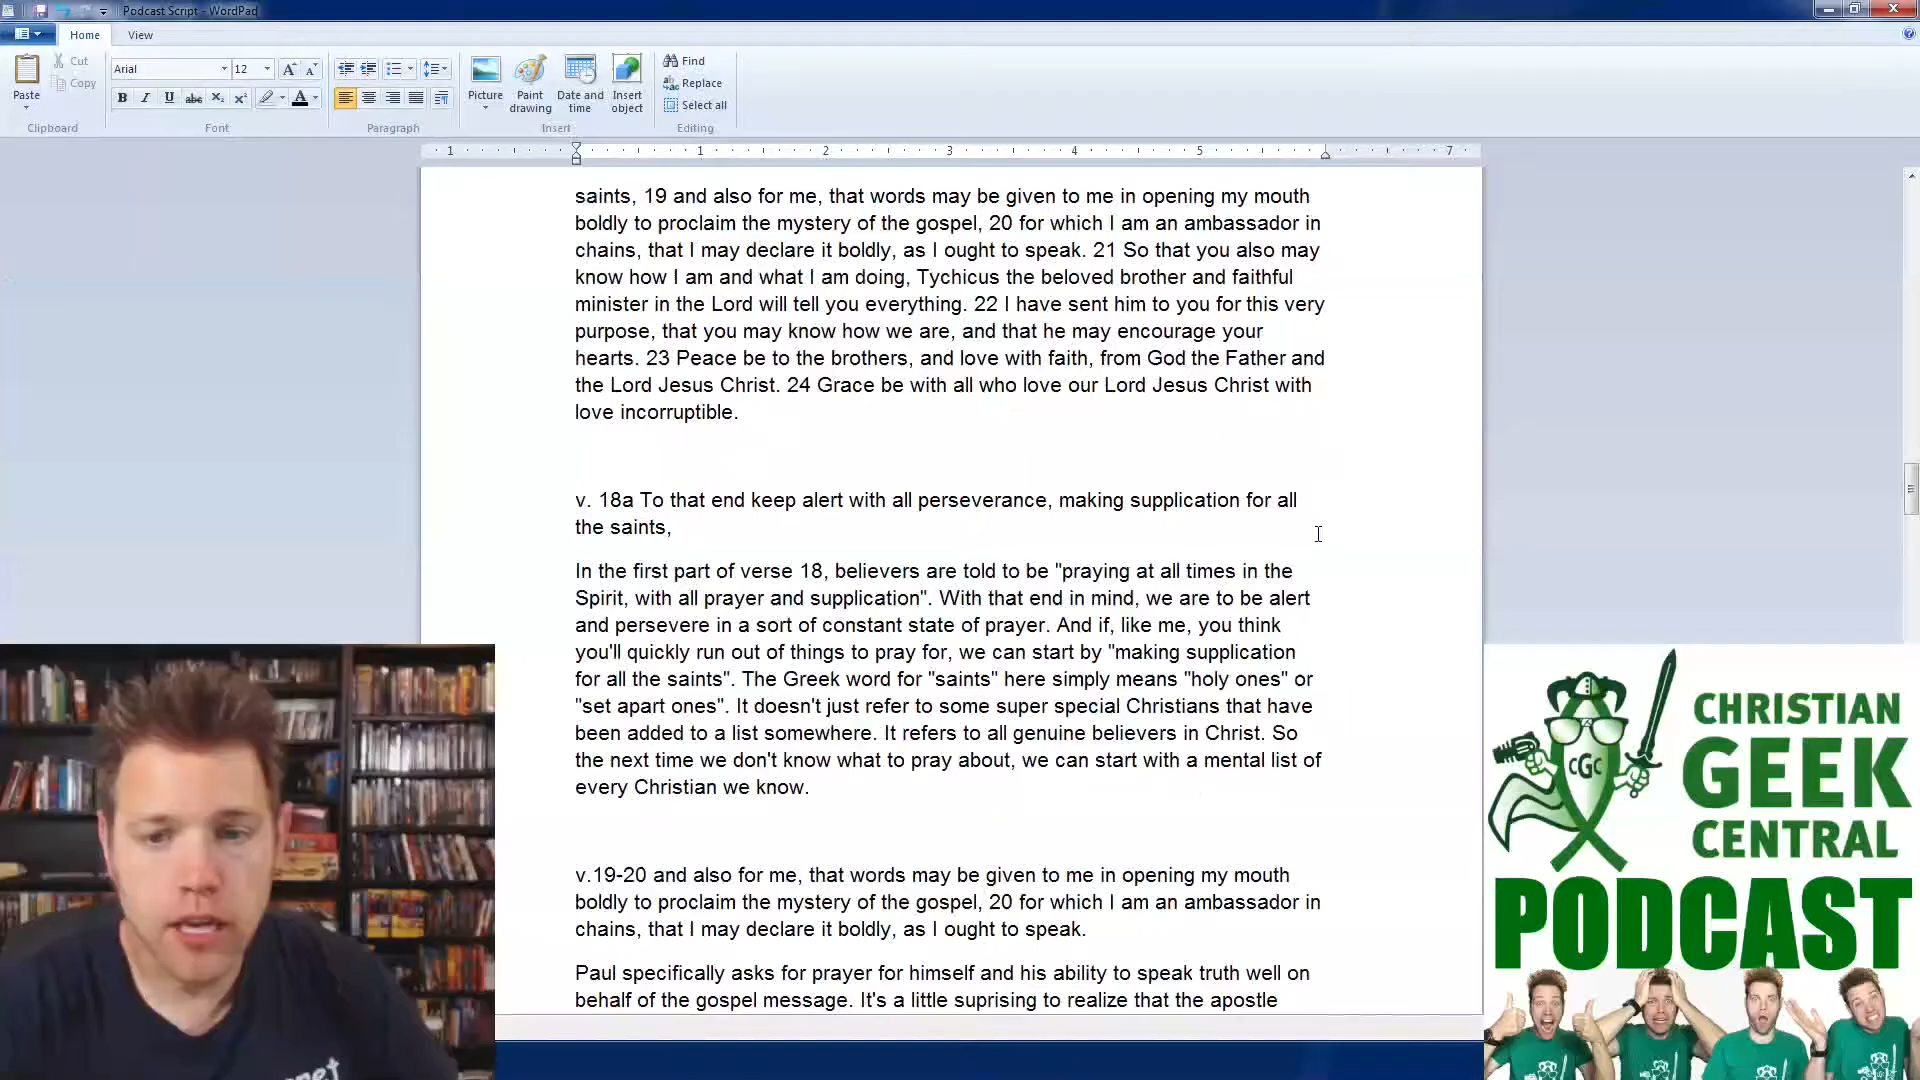 Podcast Script - WordPad
Home
View
Cut
Copy
Paste
Clipboard
Arial
12
Font
Paragraph
Picture
Paint drawing
Date and time
Insert object
Insert
Find
Replace
Select all
Editing
1 1 2 3 4 5 7
saints, 19 and also for me, that words may be given to me in opening my mouth
boldly to proclaim the mystery of the gospel, 20 for which I am an ambassador in
chains, that I may declare it boldly, as I ought to speak. 21 So that you also may
know how I am and what I am doing, Tychicus the beloved brother and faithful
minister in the Lord will tell you everything. 22 I have sent him to you for this very
purpose, that you may know how we are, and that he may encourage your
hearts. 23 Peace be to the brothers, and love with faith, from God the Father and
the Lord Jesus Christ. 24 Grace be with all who love our Lord Jesus Christ with
love incorruptible.
v. 18a To that end keep alert with all perseverance, making supplication for all
the saints,
In the first part of verse 18, believers are told to be "praying at all times in the
Spirit, with all prayer and supplication". With that end in mind, we are to be alert
and persevere in a sort of constant state of prayer. And if, like me, you think
you'll quickly run out of things to pray for, we can start by "making supplication
for all the saints". The Greek word for "saints" here simply means "holy ones" or
"set apart ones". It doesn't just refer to some super special Christians that have
been added to a list somewhere. It refers to all genuine believers in Christ. So
the next time we don't know what to pray about, we can start with a mental list of
every Christian we know.
v.19-20 and also for me, that words may be given to me in opening my mouth
boldly to proclaim the mystery of the gospel, 20 for which I am an ambassador in
chains, that I may declare it boldly, as I ought to speak.
Paul specifically asks for prayer for himself and his ability to speak truth well on
behalf of the gospel message. It's a little suprising to realize that the apostle
CGC
CHRISTIAN
GEEK
CENTRAL
PODCAST